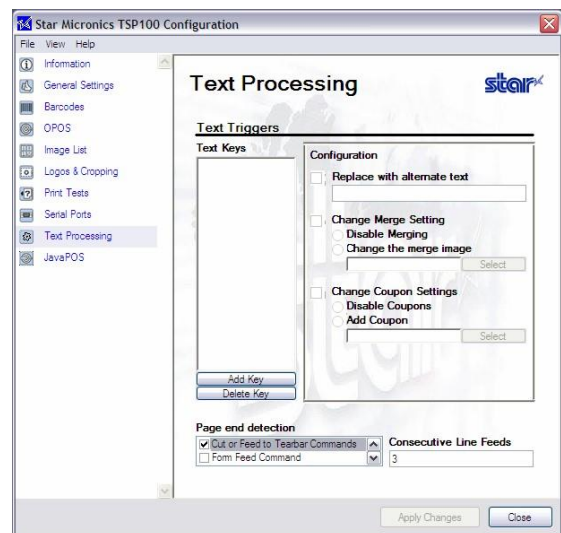 Star Micronics TSP100 Configuration
File View Help
Information
General Settings
Barcodes
OPOS
Image List
Logos & Cropping
Print Tests
Serial Ports
Text Processing
JavaPOS
Text Processing
star
Text Triggers
Text Keys
Configuration
Replace with alternate text
Change Merge Setting
Disable Merging
Change the merge image
Select
Change Coupon Settings
Disable Coupons
Add Coupon
Select
Add Key
Delete Key
Page end detection
Cut or Feed to Tearbar Commands
Form Feed Command
Consecutive Line Feeds
3
Apply Changes
Close